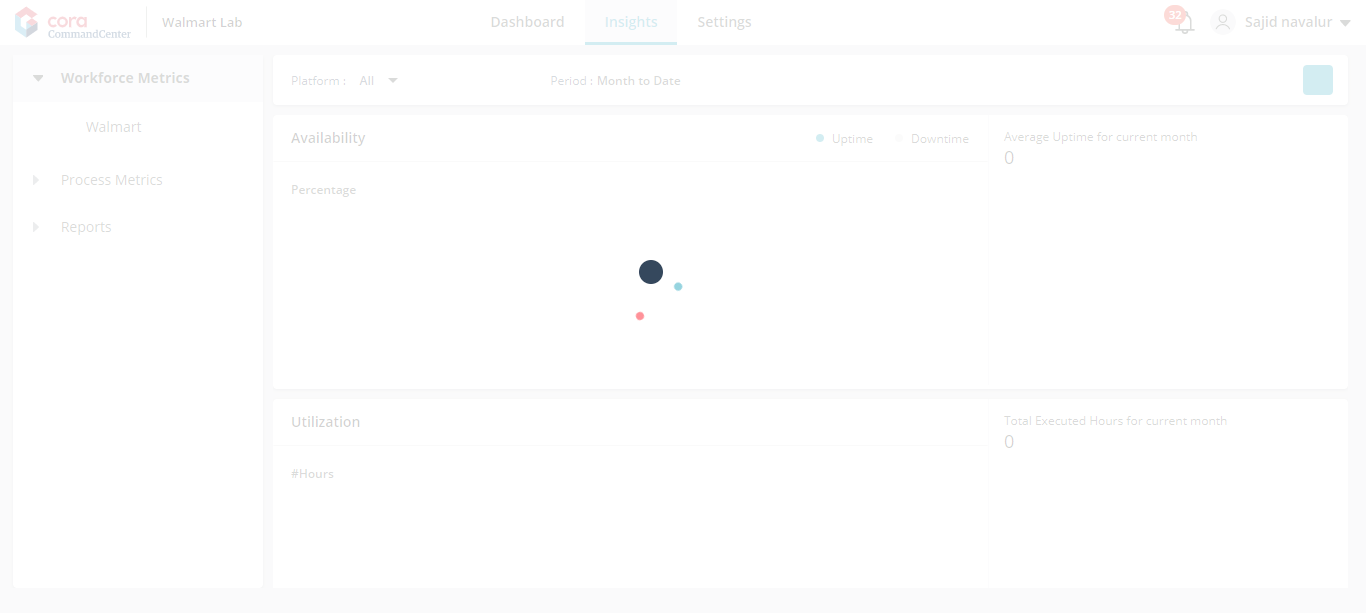 cora
CommandCenter
Walmart Lab
Dashboard
Insights
Settings
32
Sajid navalur
Workforce Metrics
Walmart
Process Metrics
Reports
Platform : All
Period : Month to Date
Availability
Uptime
Downtime
Percentage
Average Uptime for current month
0
Utilization
#Hours
Total Executed Hours for current month
0